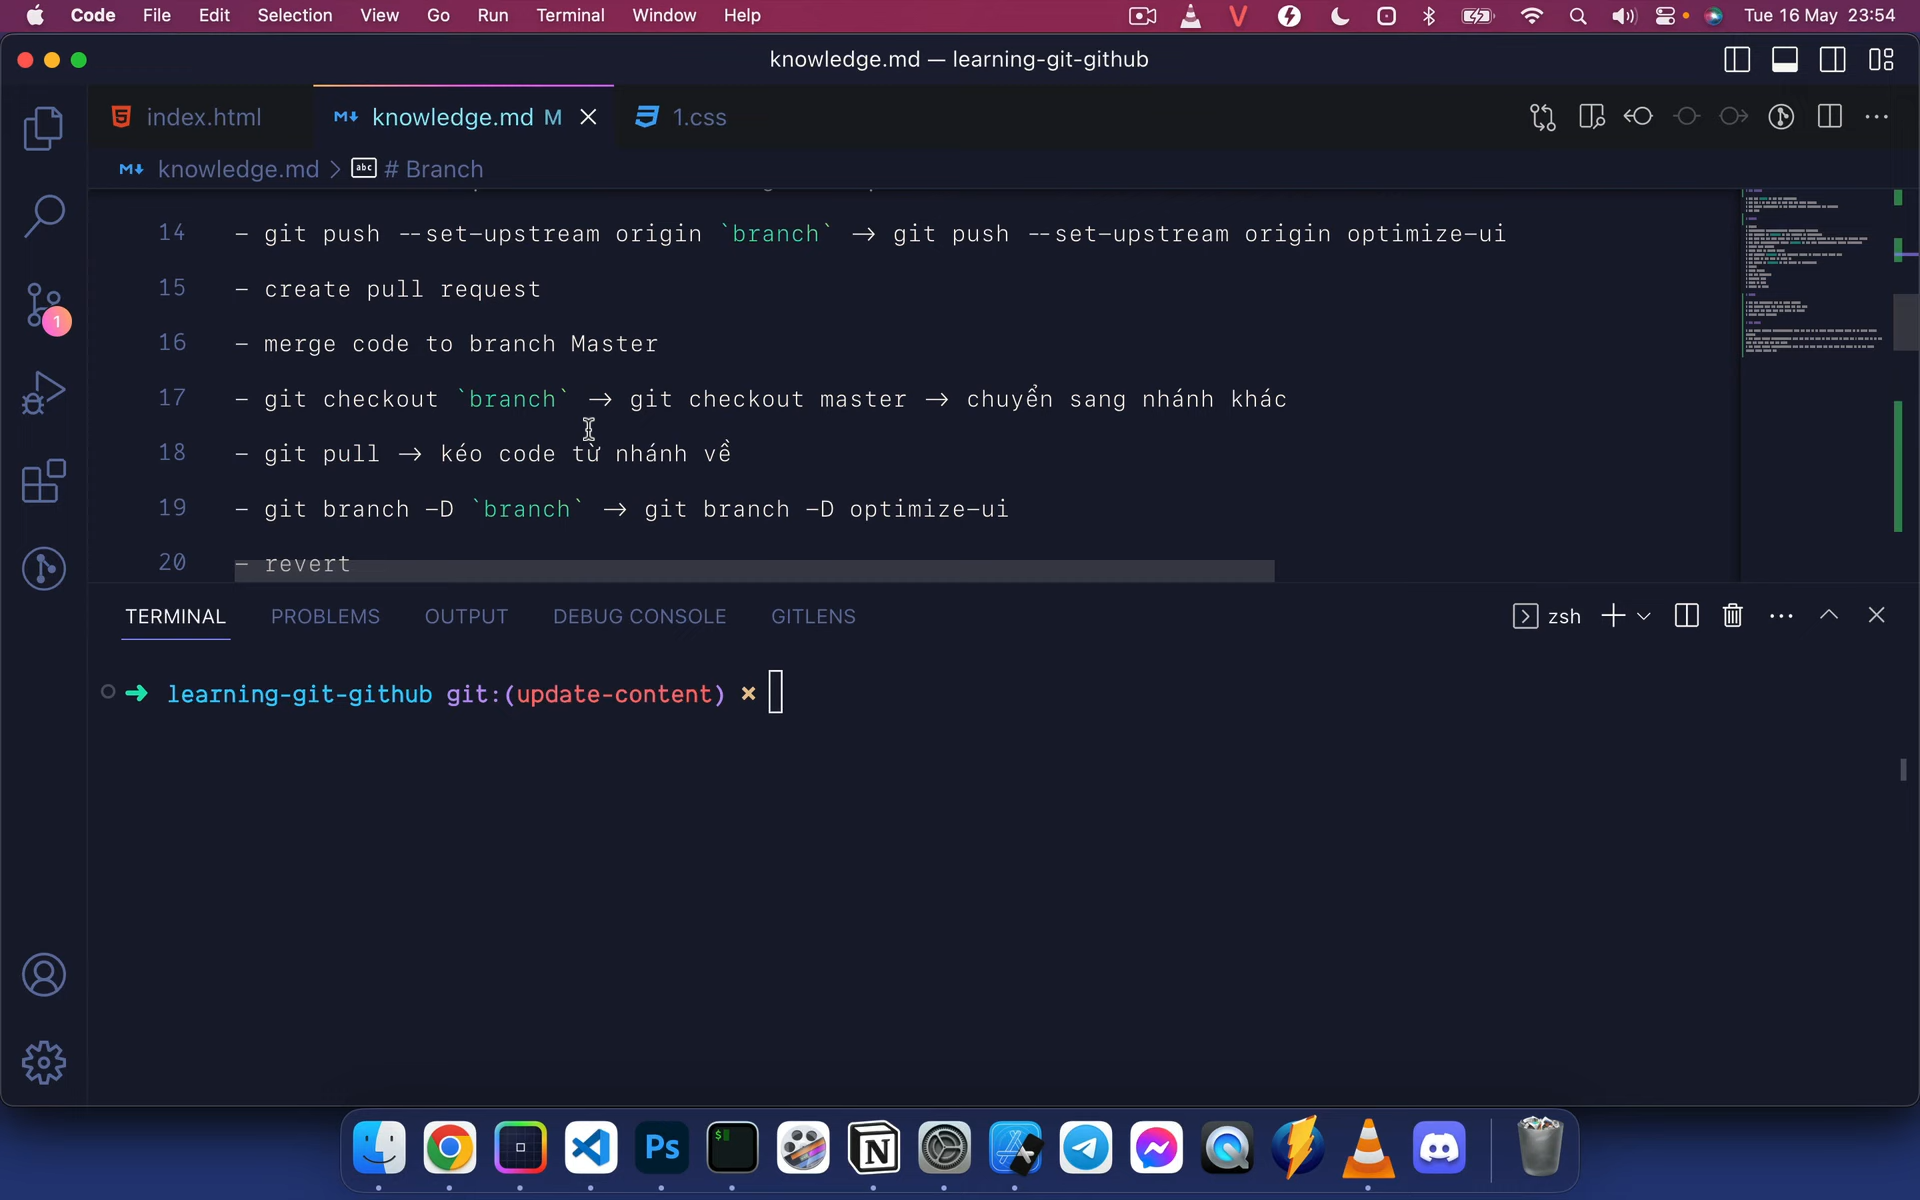 Code File Edit Selection View Go Run Terminal Window Help Tue 16 May 23:54
knowledge.md — learning-git-github
index.html knowledge.md M 1.css
knowledge.md > # Branch
14 - git push --set-upstream origin `branch` → git push --set-upstream origin optimize-ui
15 - create pull request
16 - merge code to branch Master
17 - git checkout `branch` → git checkout master → chuyển sang nhánh khác
18 - git pull → kéo code từ nhánh về
19 - git branch -D `branch` → git branch -D optimize-ui
20 - revert
1
TERMINAL PROBLEMS OUTPUT DEBUG CONSOLE GITLENS zsh
→ learning-git-github git:(update-content) ×
Ps